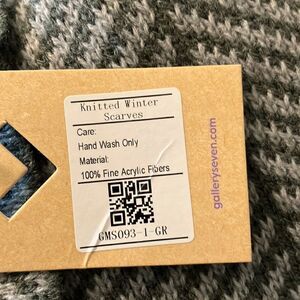 Knitted Winter
Scarves
Care:
Hand Wash Only
Material:
100% Fine Acrylic Fibers
GMS093-1-GR
galleryseven.com